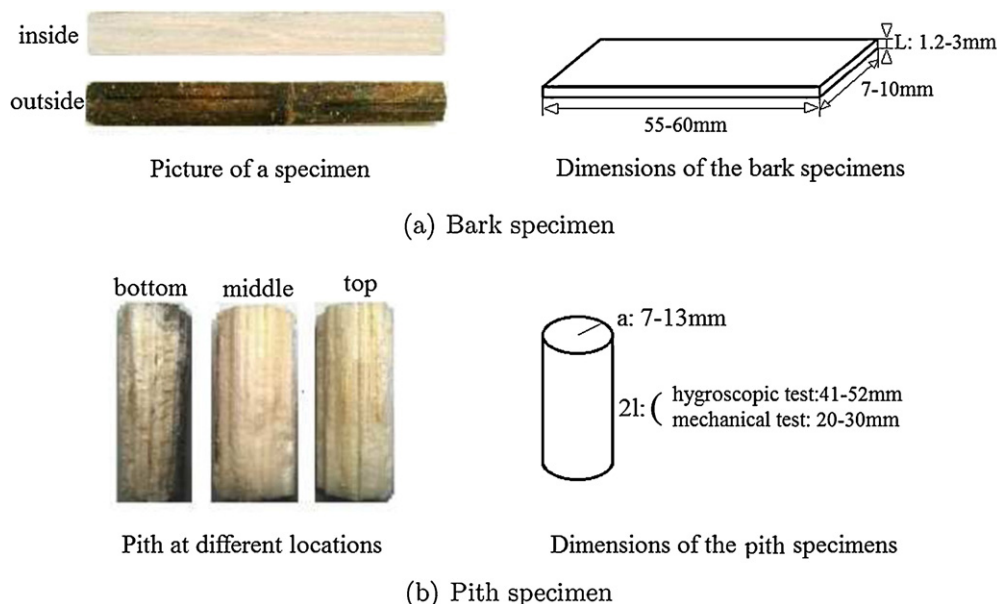 inside
outside
L: 1.2-3mm
7-10mm
55-60mm
Picture of a specimen
Dimensions of the bark specimens
(a) Bark specimen
bottom middle top
a: 7-13mm
2l: ( hygroscopic test:41-52mm
mechanical test: 20-30mm
Pith at different locations
Dimensions of the pith specimens
(b) Pith specimen